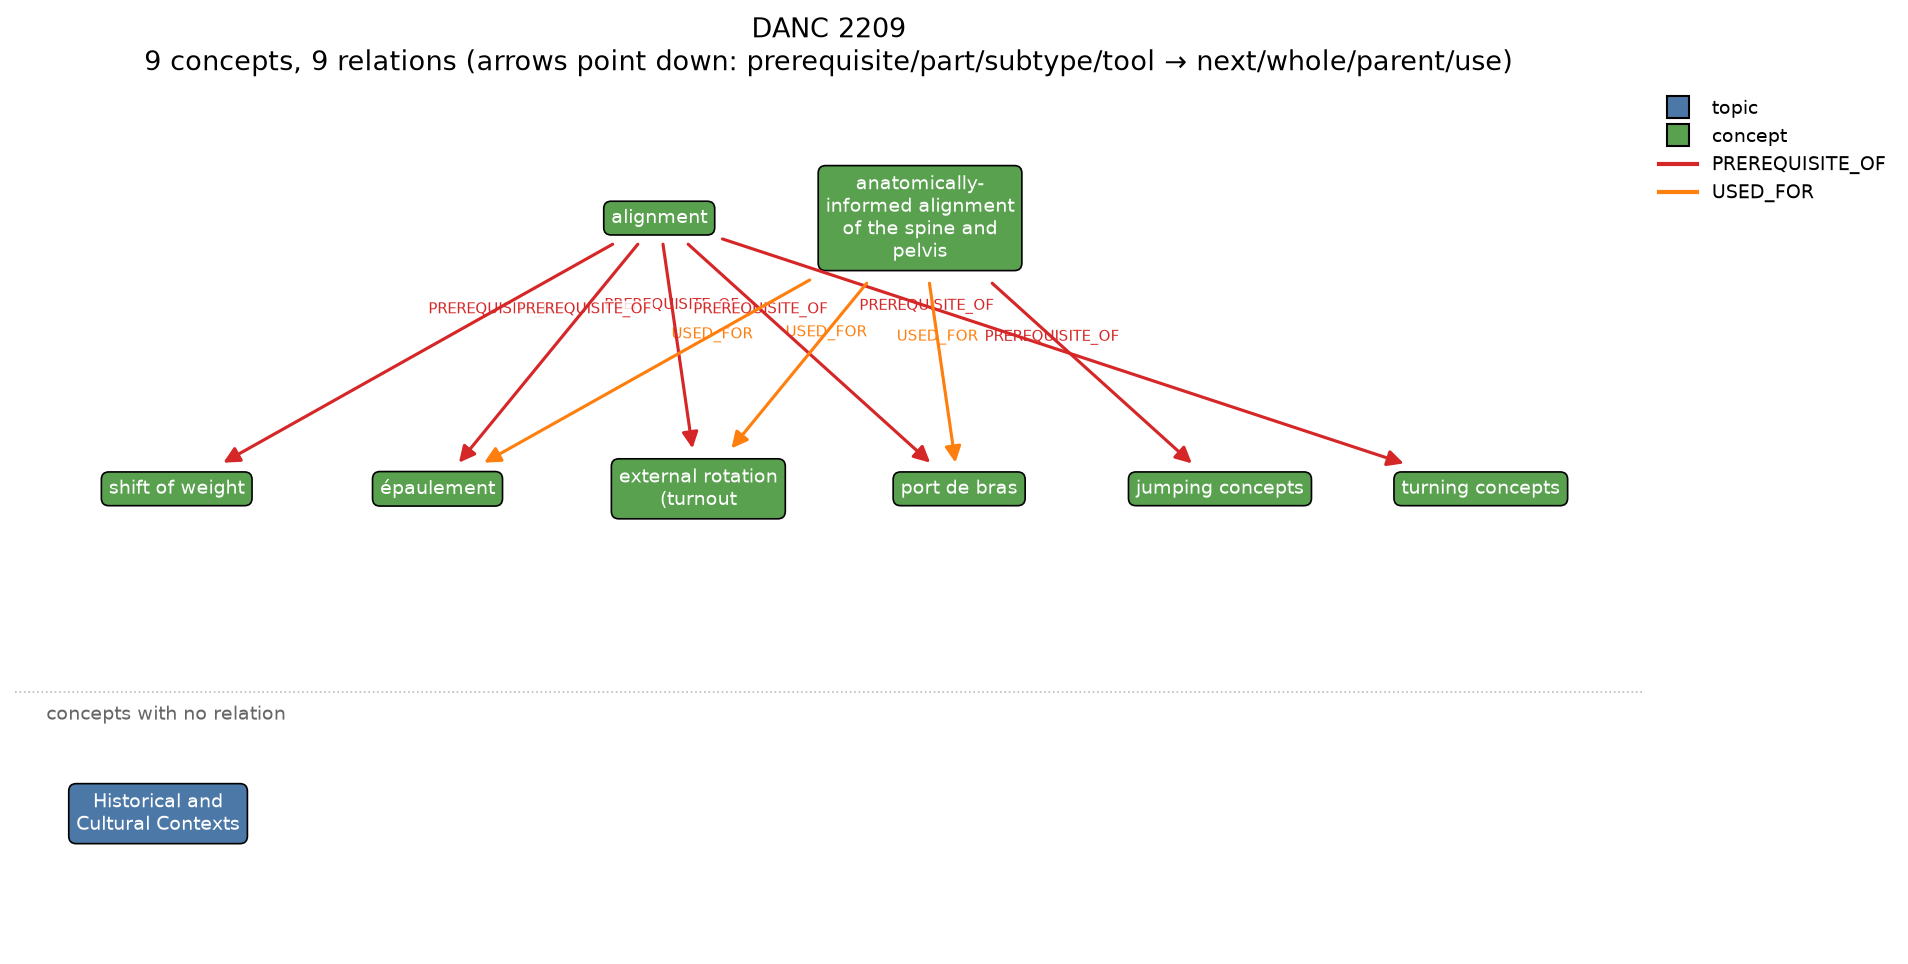 DANC 2209
9 concepts, 9 relations (arrows point down: prerequisite/part/subtype/tool → next/whole/parent/use)
topic
concept
PREREQUISITE_OF
USED_FOR
anatomically-
informed alignment
of the spine and
pelvis
alignment
PREREQUISITE_OF
PREREQUISITE_OF
PREREQUISITE_OF
PREREQUISITE_OF
USED_FOR
USED_FOR
USED_FOR
PREREQUISITE_OF
shift of weight
épaulement
external rotation
(turnout
port de bras
jumping concepts
turning concepts
concepts with no relation
Historical and
Cultural Contexts